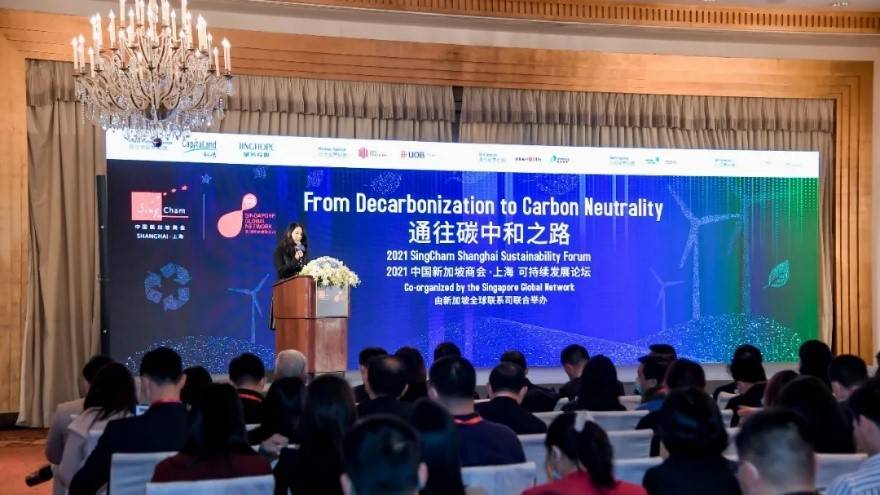 CapitaLand
JINGHOPE
UOB
SingCham
中国新加坡商会
SHANGHAI·上海
SINGAPORE
GLOBAL
NETWORK
From Decarbonization to Carbon Neutrality
通往碳中和之路
2021 SingCham Shanghai Sustainability Forum
2021 中国新加坡商会·上海 可持续发展论坛
Co-organized by the Singapore Global Network
由新加坡全球联系司联合举办